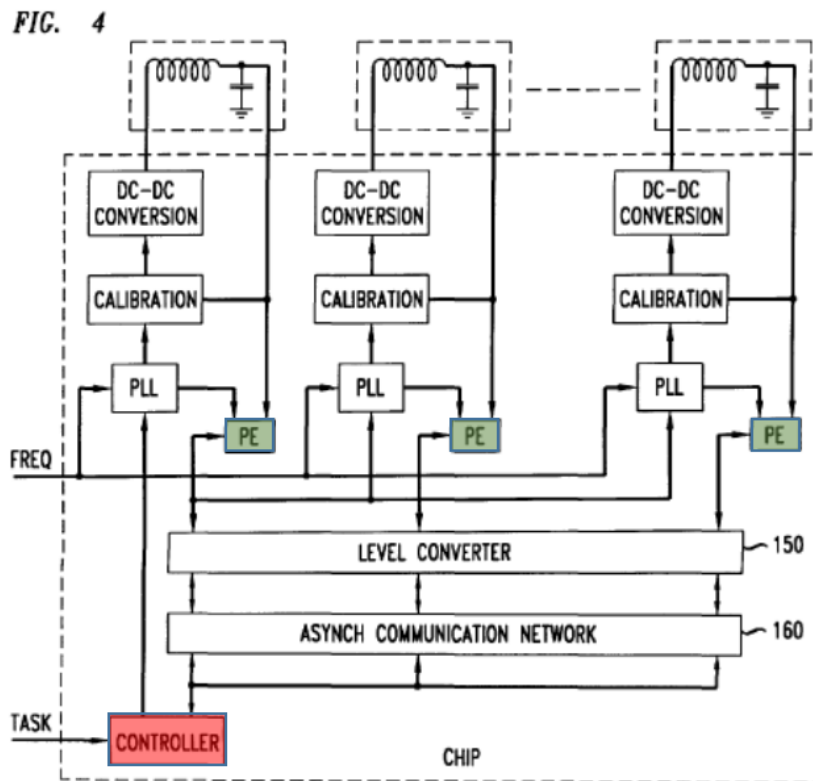 FIG. 4
DC-DC
CONVERSION
DC-DC
CONVERSION
DC-DC
CONVERSION
CALIBRATION
CALIBRATION
CALIBRATION
PLL
PLL
PLL
PE
PE
PE
FREQ
LEVEL CONVERTER
150
ASYNCH COMMUNICATION NETWORK
160
TASK
CONTROLLER
CHIP